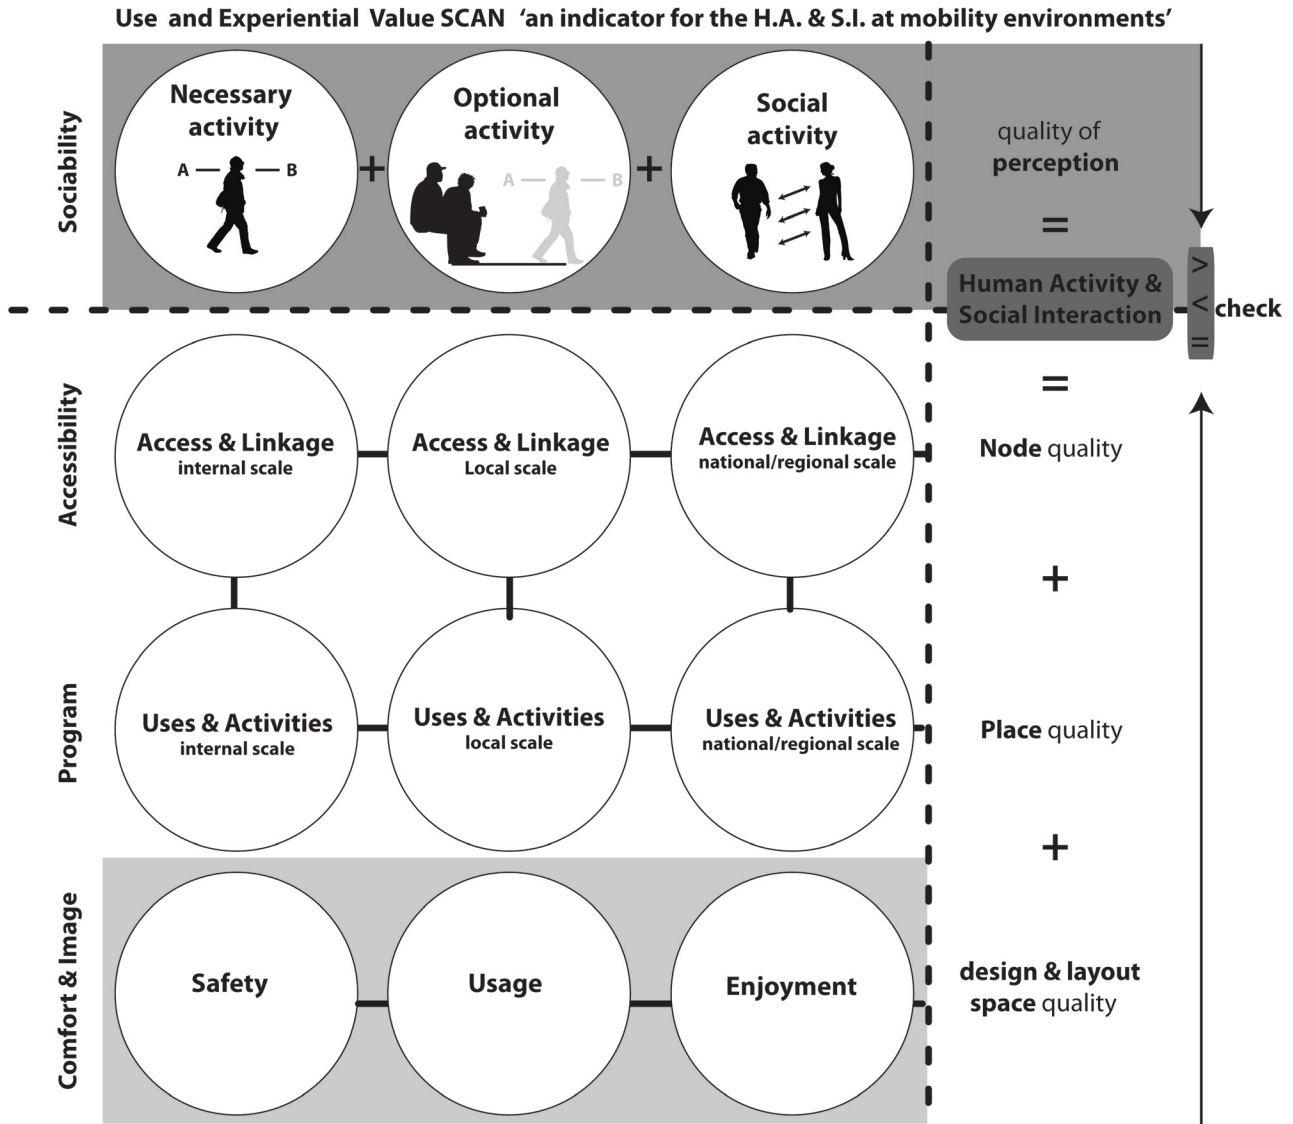 Use and Experiential Value SCAN ‘an indicator for the H.A. & S.I. at mobility environments’
Sociability
Necessary
activity
A — — B
+
Optional
activity
A — — B
+
Social
activity
quality of
perception
=
Human Activity &
Social Interaction
>
<
=
check
=
Accessibility
Access & Linkage
internal scale
Access & Linkage
Local scale
Access & Linkage
national/regional scale
Node quality
+
Program
Uses & Activities
internal scale
Uses & Activities
local scale
Uses & Activities
national/regional scale
Place quality
+
Comfort & Image
Safety
Usage
Enjoyment
design & layout
space quality